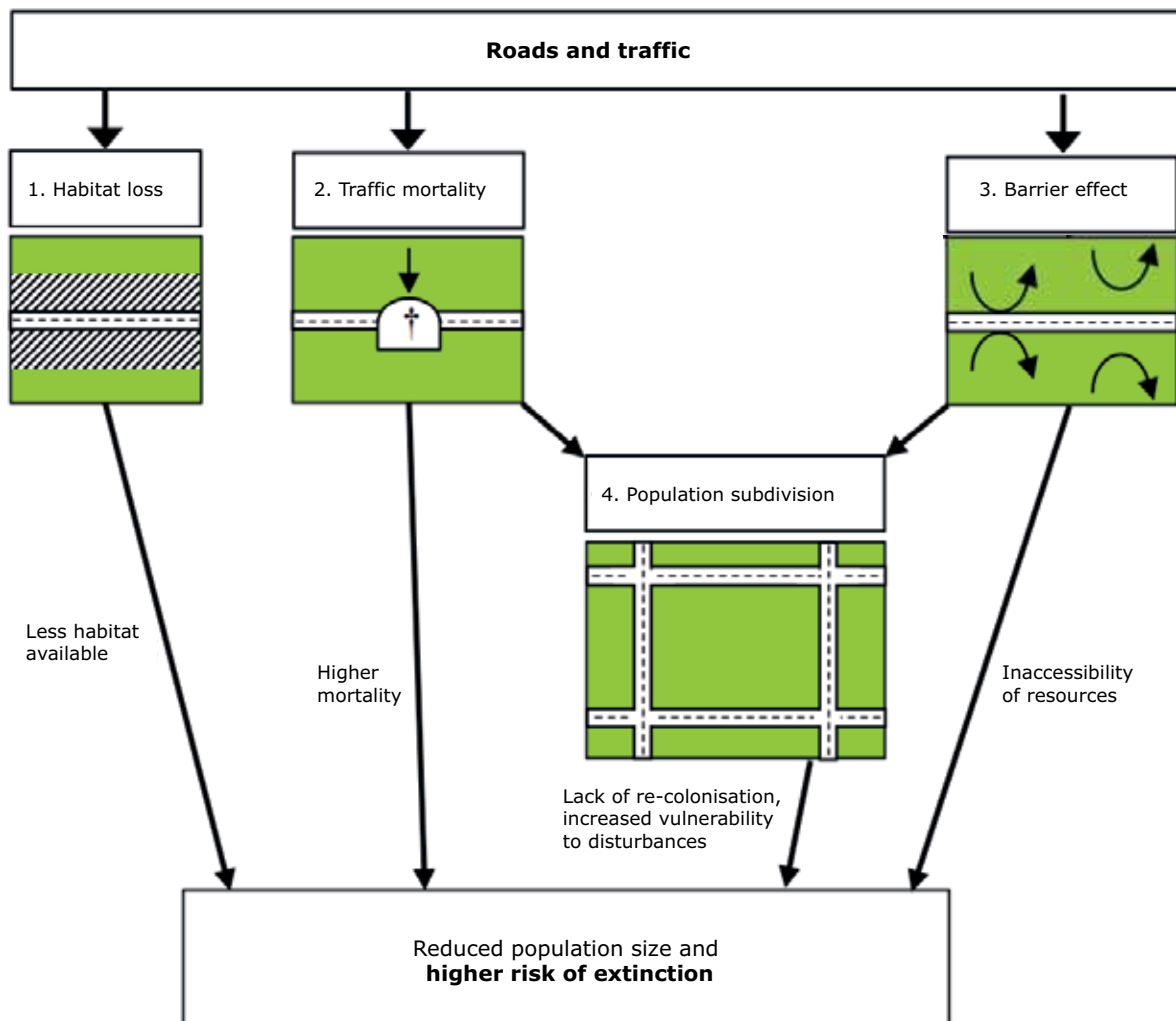 Roads and traffic
1. Habitat loss
2. Traffic mortality
3. Barrier effect
†
4. Population subdivision
Less habitat
available
Higher
mortality
Inaccessibility
of resources
Lack of re-colonisation,
increased vulnerability
to disturbances
Reduced population size and
higher risk of extinction